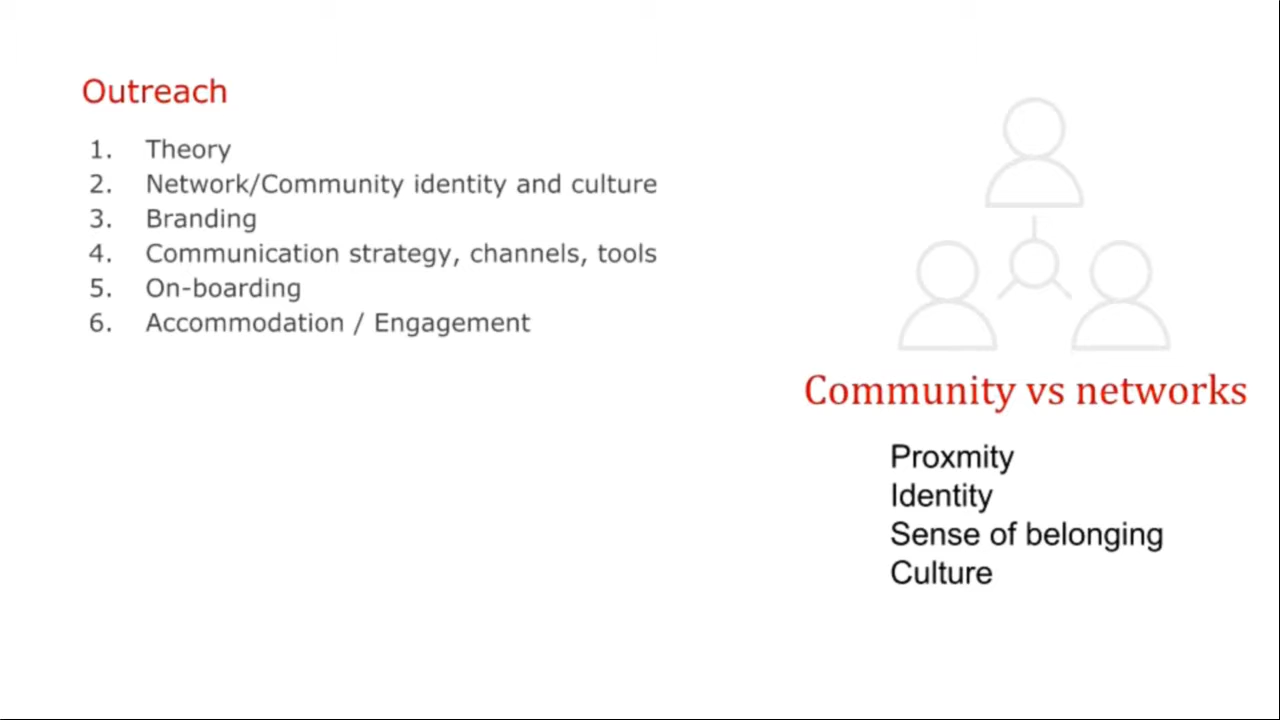 Outreach
1. Theory
2. Network/Community identity and culture
3. Branding
4. Communication strategy, channels, tools
5. On-boarding
6. Accommodation / Engagement
Community vs networks
Proxmity
Identity
Sense of belonging
Culture